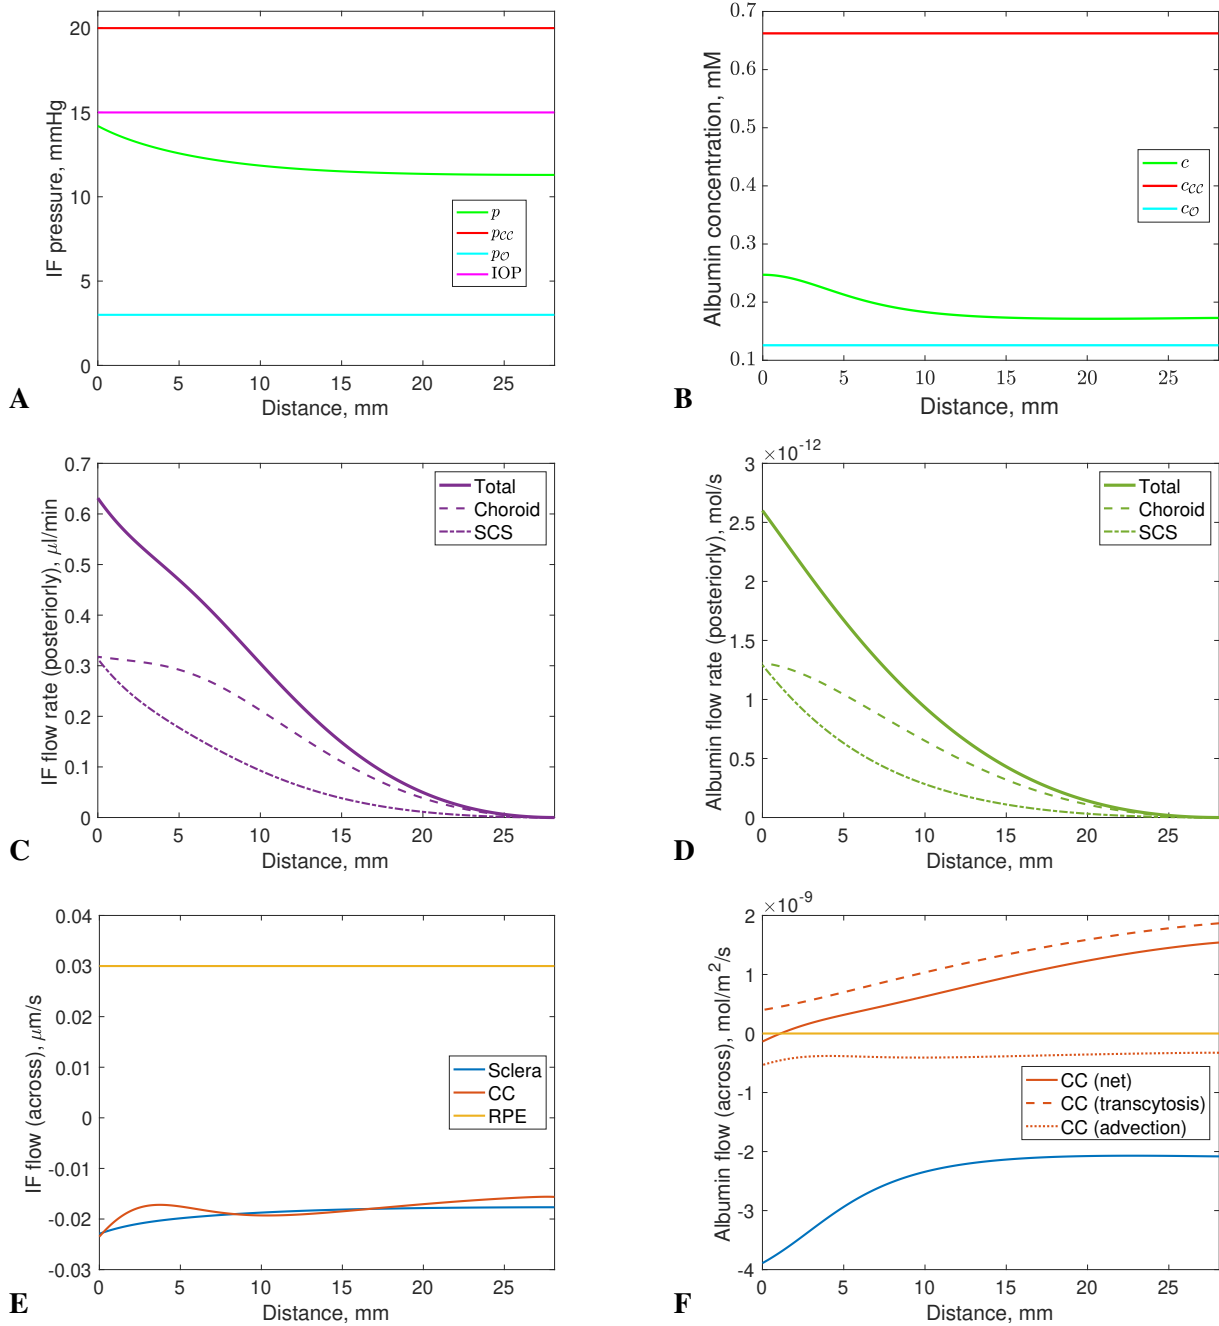 20
15
10
5
0
IF pressure, mmHg
p
p_CC
p_O
IOP
0 5 10 15 20 25
Distance, mm
A
0.7
0.6
0.5
0.4
0.3
0.2
0.1
Albumin concentration, mM
c
c_CC
c_O
0 5 10 15 20 25
Distance, mm
B
0.7
0.6
0.5
0.4
0.3
0.2
0.1
0
IF flow rate (posteriorly), μl/min
Total
Choroid
SCS
0 5 10 15 20 25
Distance, mm
C
×10^-12
3
2.5
2
1.5
1
0.5
0
Albumin flow rate (posteriorly), mol/s
Total
Choroid
SCS
0 5 10 15 20 25
Distance, mm
D
0.04
0.03
0.02
0.01
0
-0.01
-0.02
-0.03
IF flow (across), μm/s
Sclera
CC
RPE
0 5 10 15 20 25
Distance, mm
E
×10^-9
2
1
0
-1
-2
-3
-4
Albumin flow (across), mol/m^2/s
CC (net)
CC (transcytosis)
CC (advection)
0 5 10 15 20 25
Distance, mm
F